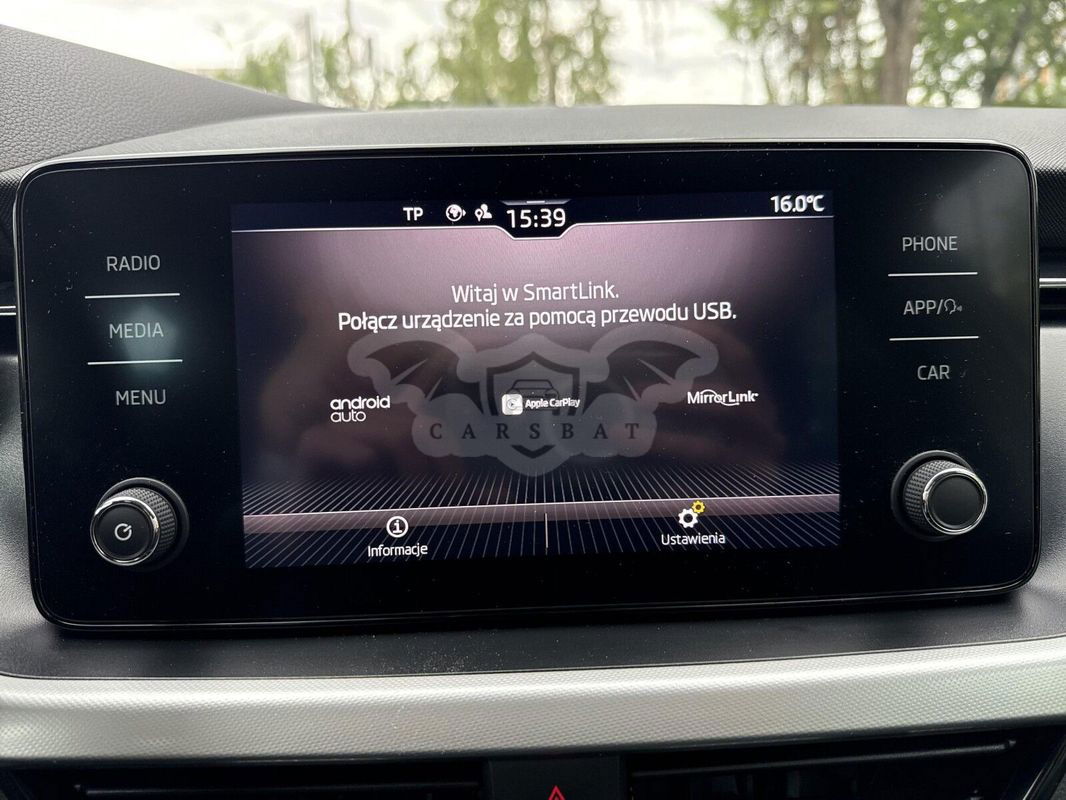 TP
15:39
16.0°C
RADIO
MEDIA
MENU
PHONE
APP/
CAR
Witaj w SmartLink.
Połącz urządzenie za pomocą przewodu USB.
android
auto
Apple CarPlay
MirrorLink
CARSBAT
Informacje
Ustawienia